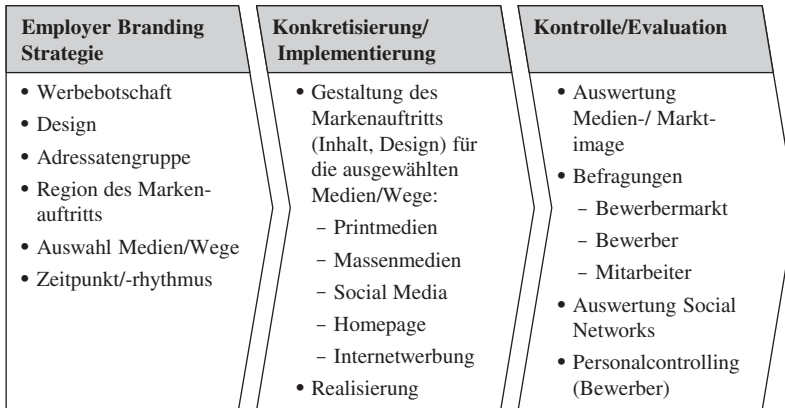 Employer Branding
Strategie
• Werbebotschaft
• Design
• Adressatengruppe
• Region des Marken-
auftritts
• Auswahl Medien/Wege
• Zeitpunkt/-rhythmus
Konkretisierung/
Implementierung
• Gestaltung des
Markenauftritts
(Inhalt, Design) für
die ausgewählten
Medien/Wege:
– Printmedien
– Massenmedien
– Social Media
– Homepage
– Internetwerbung
• Realisierung
Kontrolle/Evaluation
• Auswertung
Medien-/ Markt-
image
• Befragungen
– Bewerbermarkt
– Bewerber
– Mitarbeiter
• Auswertung Social
Networks
• Personalcontrolling
(Bewerber)